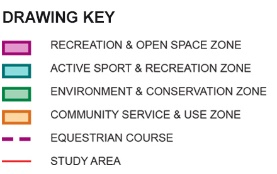 DRAWING KEY
RECREATION & OPEN SPACE ZONE
ACTIVE SPORT & RECREATION ZONE
ENVIRONMENT & CONSERVATION ZONE
COMMUNITY SERVICE & USE ZONE
EQUESTRIAN COURSE
STUDY AREA